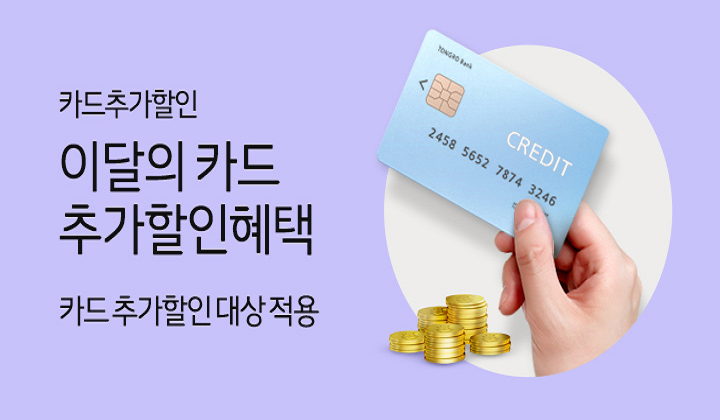 카드추가할인
이달의 카드
추가할인혜택
카드 추가할인 대상 적용
TONGRO Bank
CREDIT
2458 5652 7874 3246